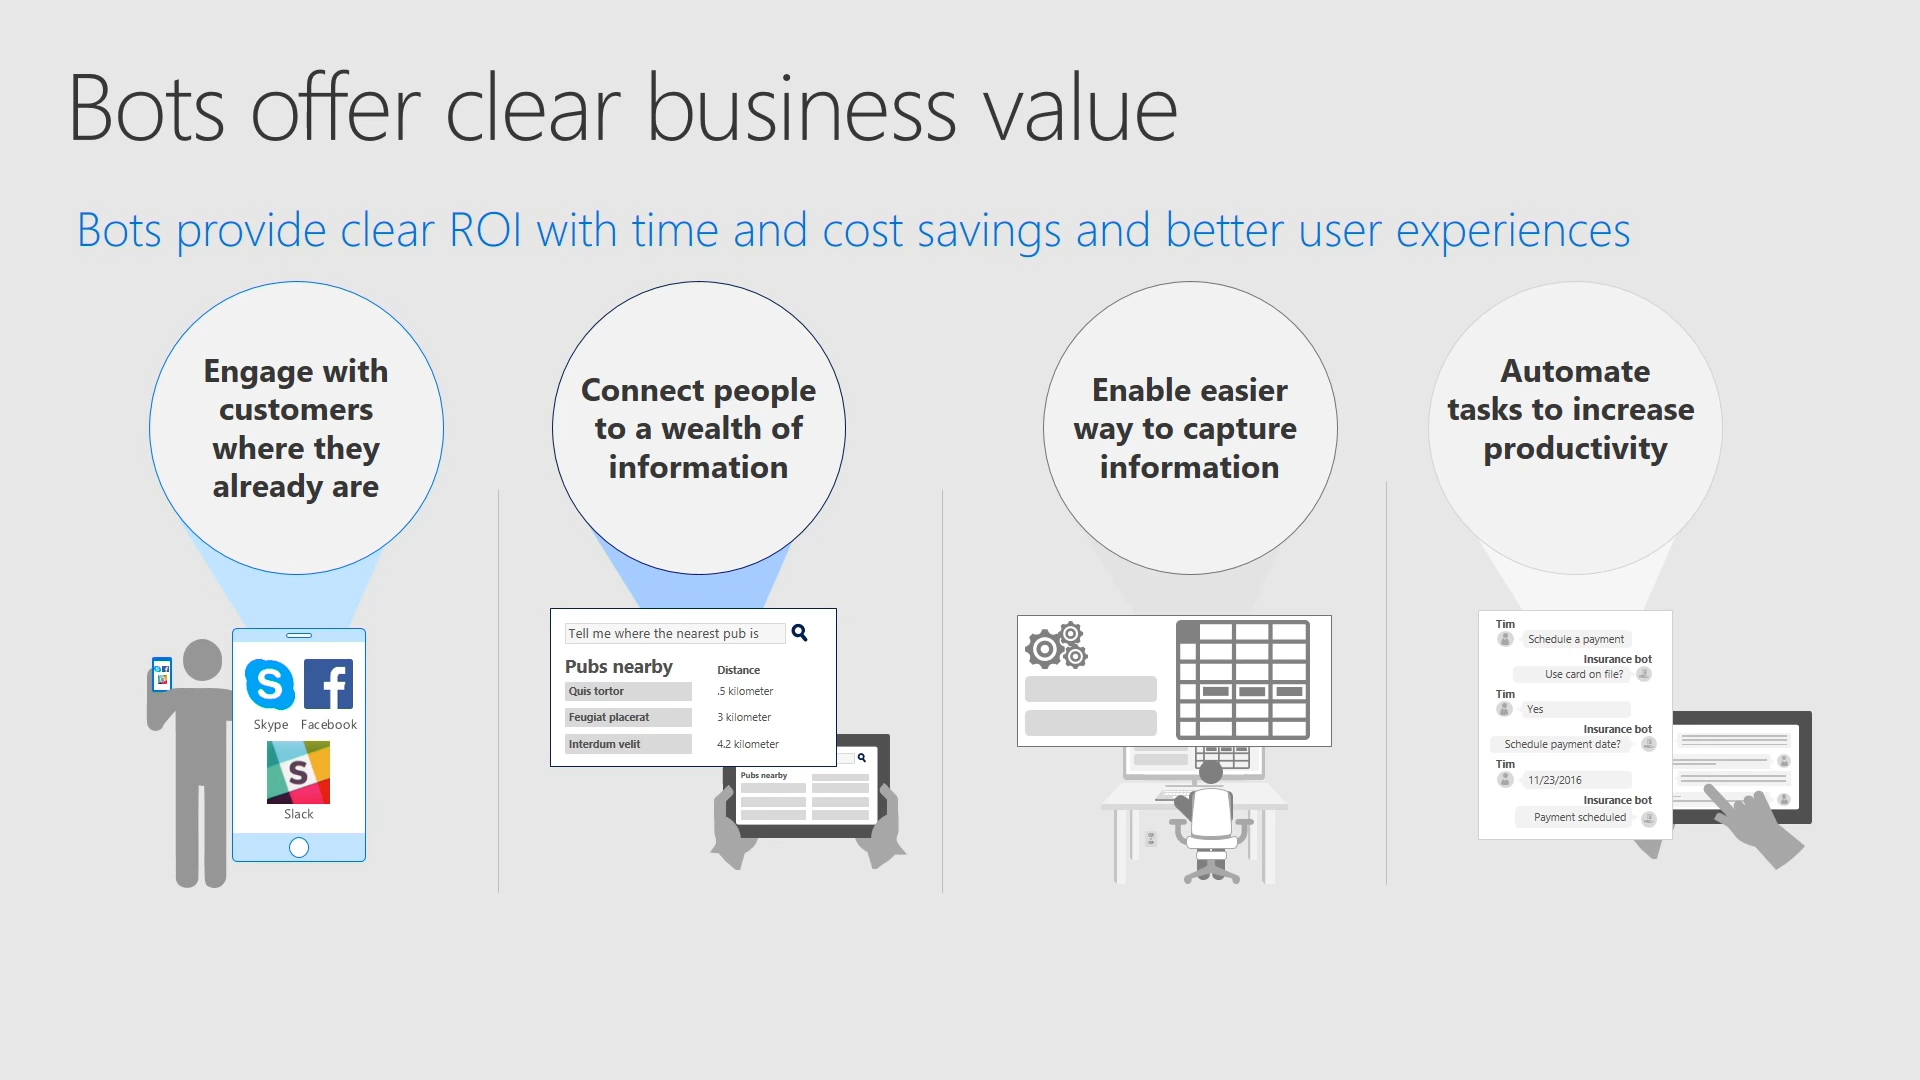 Bots offer clear business value
Bots provide clear ROI with time and cost savings and better user experiences
Engage with
customers
where they
already are
Skype Facebook
S
Slack
Connect people
to a wealth of
information
Tell me where the nearest pub is
Pubs nearby Distance
Quis tortor .5 kilometer
Feugiat placerat 3 kilometer
Interdum velit 4.2 kilometer
Pubs nearby
Enable easier
way to capture
information
Automate
tasks to increase
productivity
Tim
Schedule a payment
Insurance bot
Use card on file?
Tim
Yes
Insurance bot
Schedule payment date?
Tim
11/23/2016
Insurance bot
Payment scheduled